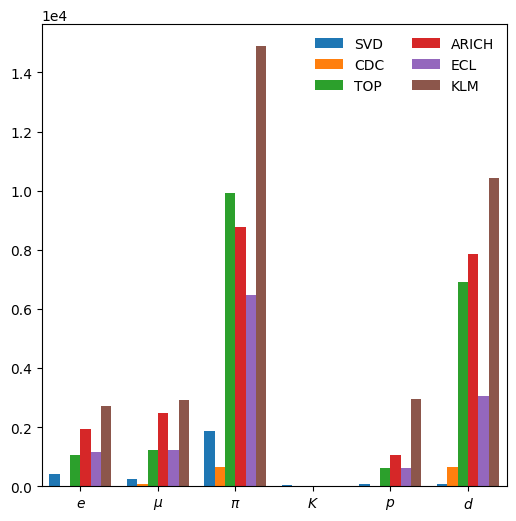 1e4
SVD
CDC
TOP
ARICH
ECL
KLM
1.4
1.2
1.0
0.8
0.6
0.4
0.2
0.0
e μ π K p d